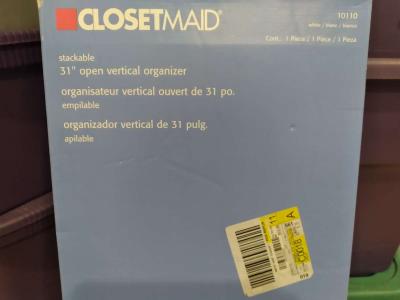 CLOSETMAID®
10110
white / blanc / blanco
Cont.: 1 Piece / 1 Pièce / 1 Pieza
stackable
31" open vertical organizer
organisateur vertical ouvert de 31 po.
empilable
organizador vertical de 31 pulg.
apilable
C001B
A